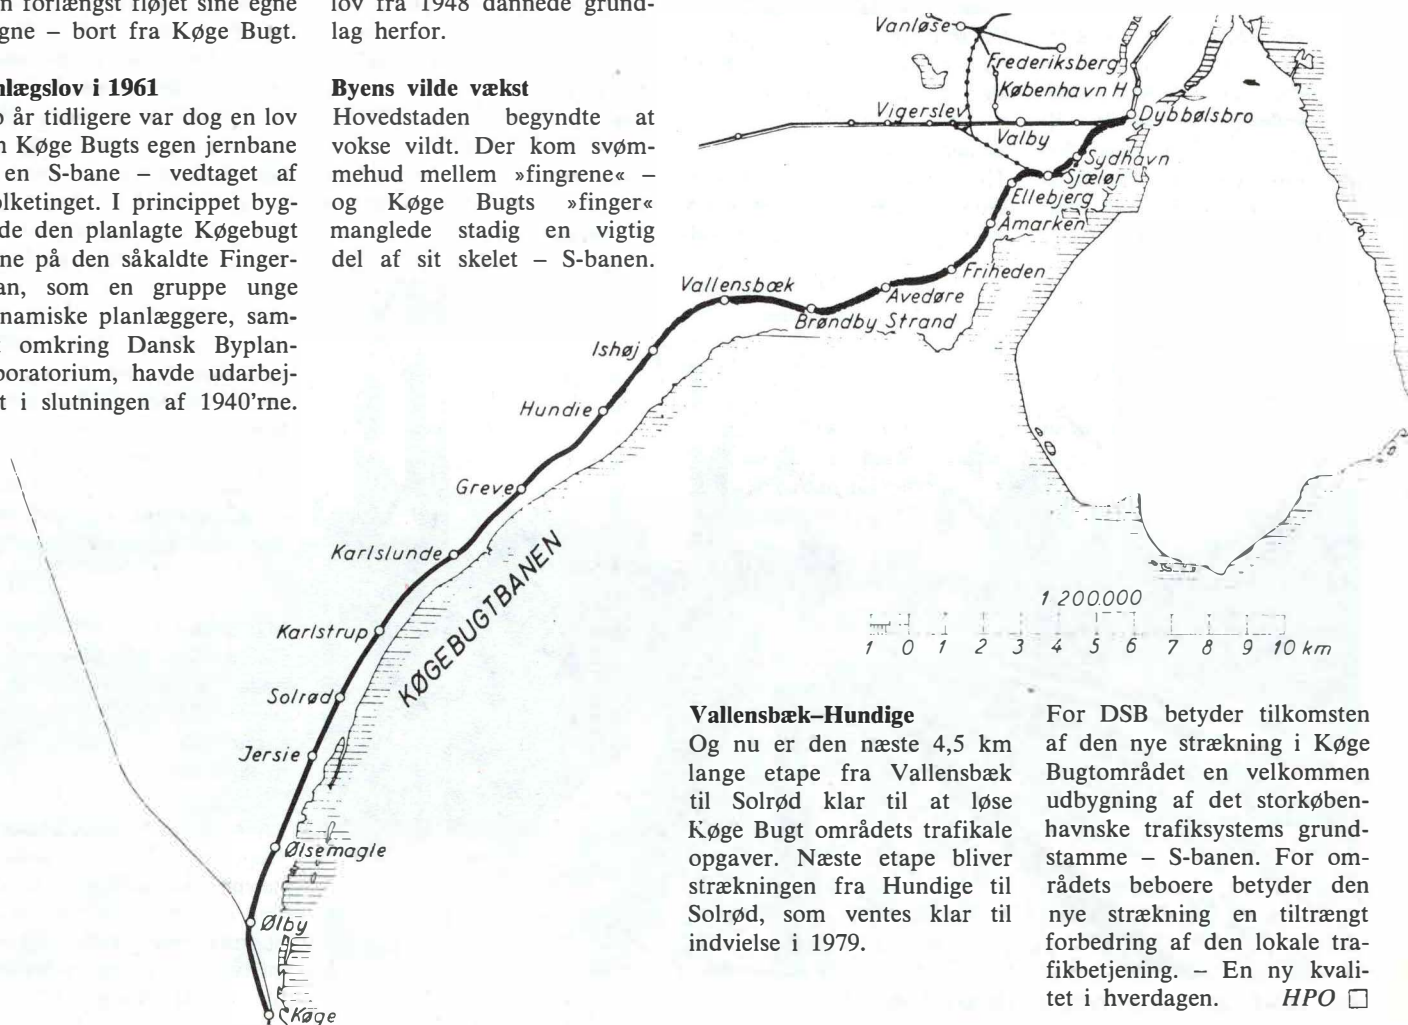 forlængst fløjet sine egne
– bort fra Køge Bugt.
i 1961
år tidligere var dog en lov
Køge Bugts egen jernbane
en S-bane – vedtaget af
I princippet byg-
de den planlagte Køgebugt
på den såkaldte Finger-
som en gruppe unge
planlæggere, sam-
omkring Dansk Byplan-
havde udarbej-
t i slutningen af 1940’rne.
lov fra 1948 dannede grund-
lag herfor.
Byens vilde vækst
Hovedstaden begyndte at
vokse vildt. Der kom svøm-
mehud mellem »fingrene« –
og Køge Bugts »finger«
manglede stadig en vigtig
del af sit skelet – S-banen.
Vanløse
Frederiksberg
København H
Vigerslev
Dybbølsbro
Valby
Sydhavn
Sjælør
Ellebjerg
Åmarken
Friheden
Vallensbæk
Avedøre
Brøndby Strand
Ishøj
Hundie
Greve
Karlslunde
KØGEBUGTBANEN
Karlstrup
Solrød
Jersie
Ølsemagle
Ølby
Køge
1 200.000
1 0 1 2 3 4 5 6 7 8 9 10 km
Vallensbæk–Hundige
Og nu er den næste 4,5 km
lange etape fra Vallensbæk
til Solrød klar til at løse
Køge Bugt områdets trafikale
opgaver. Næste etape bliver
strækningen fra Hundige til
Solrød, som ventes klar til
indvielse i 1979.
For DSB betyder tilkomsten
af den nye strækning i Køge
Bugtområdet en velkommen
udbygning af det storkøben-
havnske trafiksystems grund-
stamme – S-banen. For om-
rådets beboere betyder den
nye strækning en tiltrængt
forbedring af den lokale tra-
fikbetjening. – En ny kvali-
tet i hverdagen. HPO